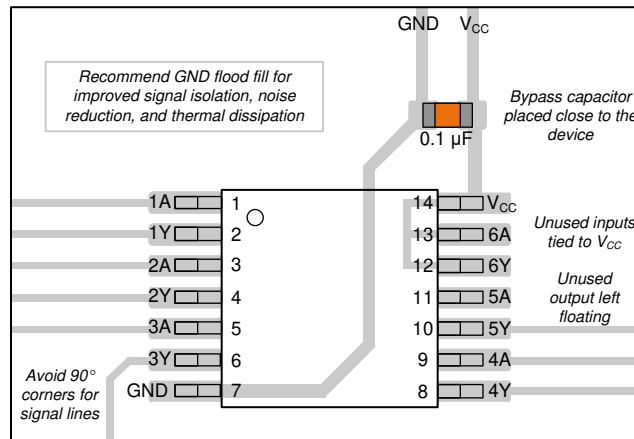 GND VCC
Recommend GND flood fill for
improved signal isolation, noise
reduction, and thermal dissipation
Bypass capacitor
placed close to the
device
0.1 µF
1A 1 14 VCC
1Y 2 13 6A
2A 3 12 6Y
2Y 4 11 5A
3A 5 10 5Y
3Y 6 9 4A
GND 7 8 4Y
Unused inputs
tied to VCC
Unused
output left
floating
Avoid 90°
corners for
signal lines